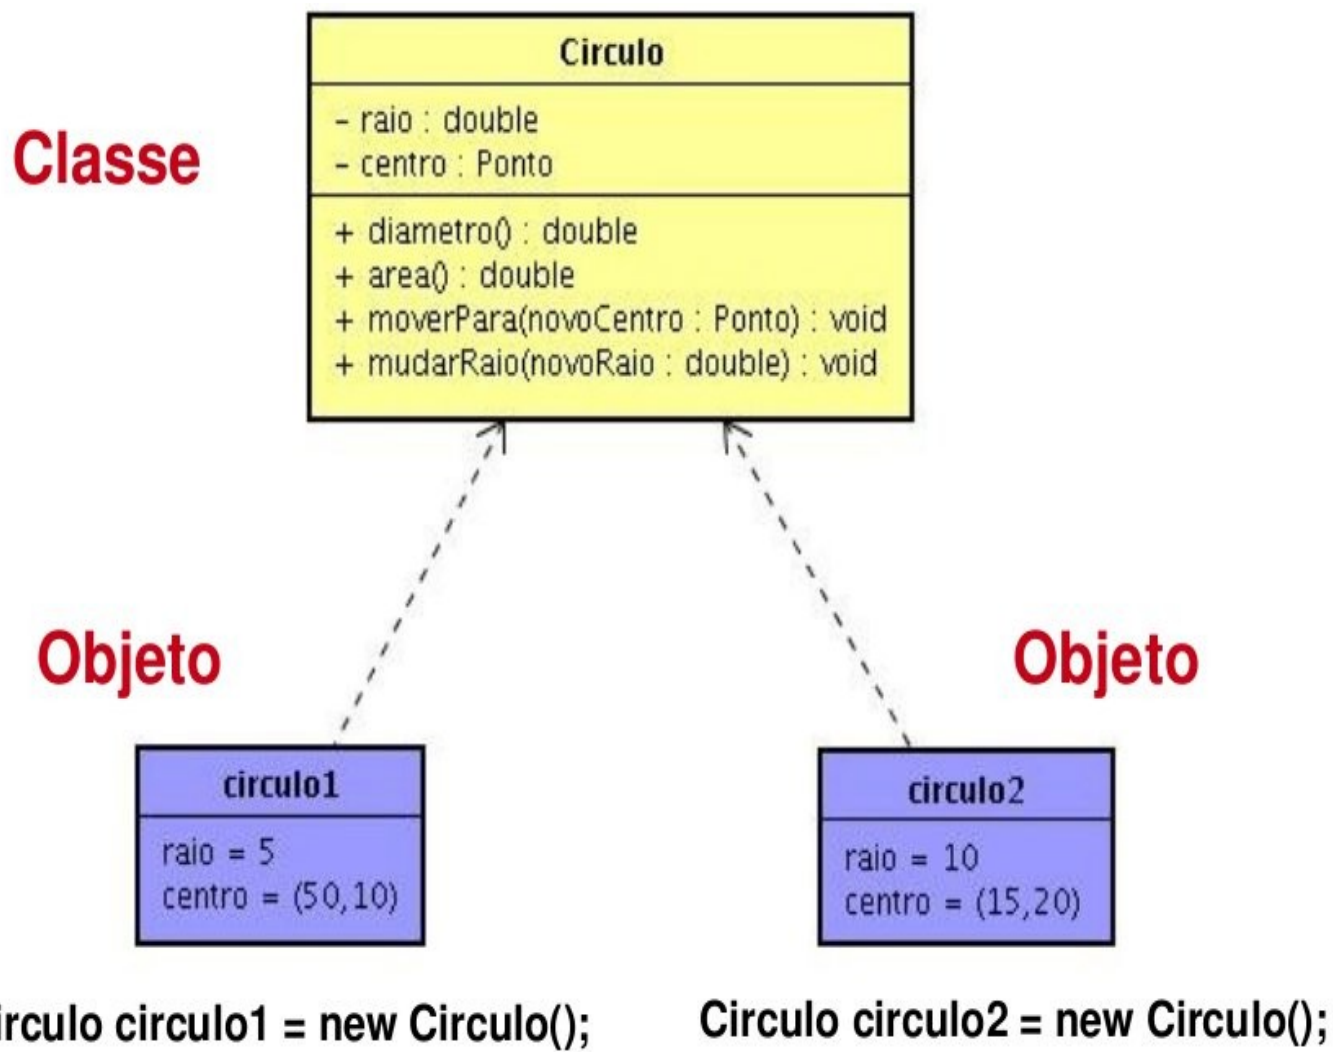 Circulo
Classe
- raio : double
- centro : Ponto
+ diametro() : double
+ area() : double
+ moverPara(novoCentro : Ponto) : void
+ mudarRaio(novoRaio : double) : void
Objeto
Objeto
circulo1
raio = 5
centro = (50,10)
circulo2
raio = 10
centro = (15,20)
irculo circulo1 = new Circulo();
Circulo circulo2 = new Circulo();